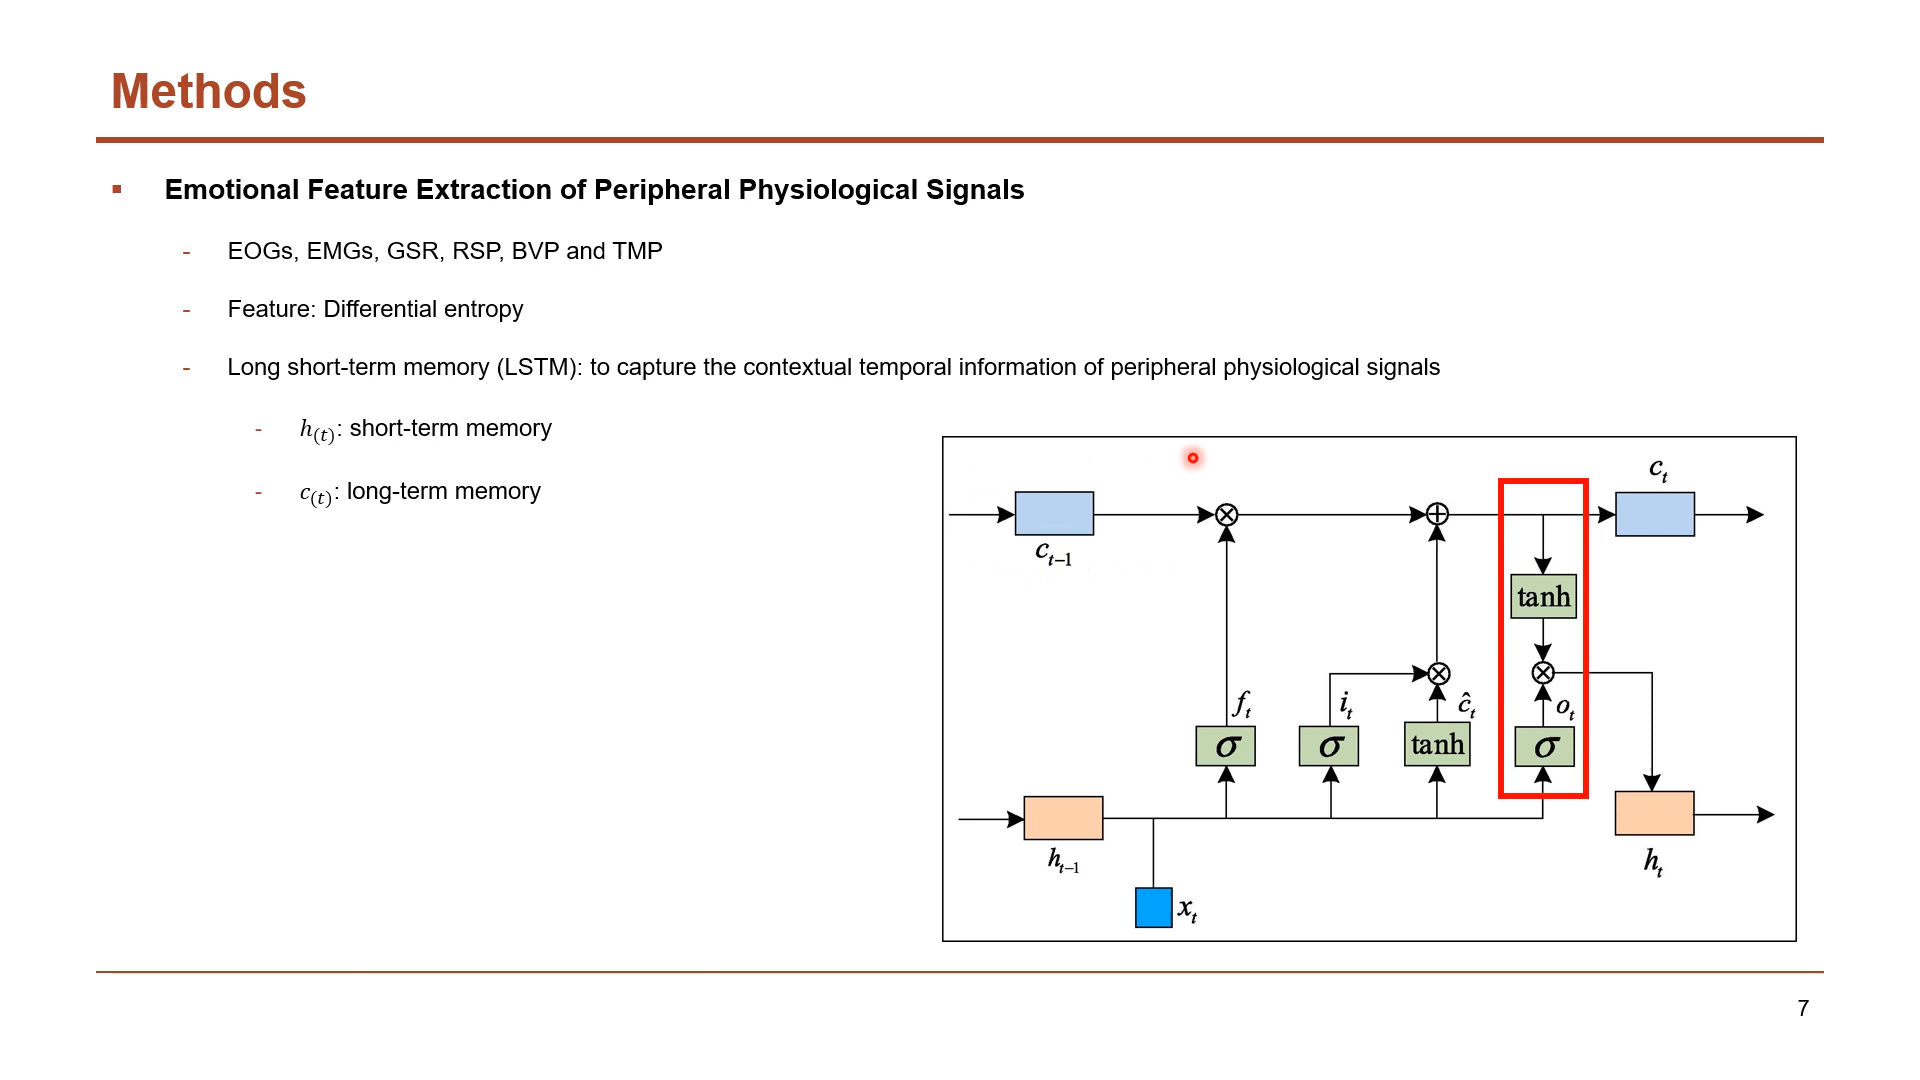 Methods
▪ Emotional Feature Extraction of Peripheral Physiological Signals
- EOGs, EMGs, GSR, RSP, BVP and TMP
- Feature: Differential entropy
- Long short-term memory (LSTM): to capture the contextual temporal information of peripheral physiological signals
- h(t): short-term memory
- c(t): long-term memory
c_t
c_{t-1}
tanh
f_t
i_t
ĉ_t
o_t
σ
σ
tanh
σ
h_{t-1}
h_t
x_t
7